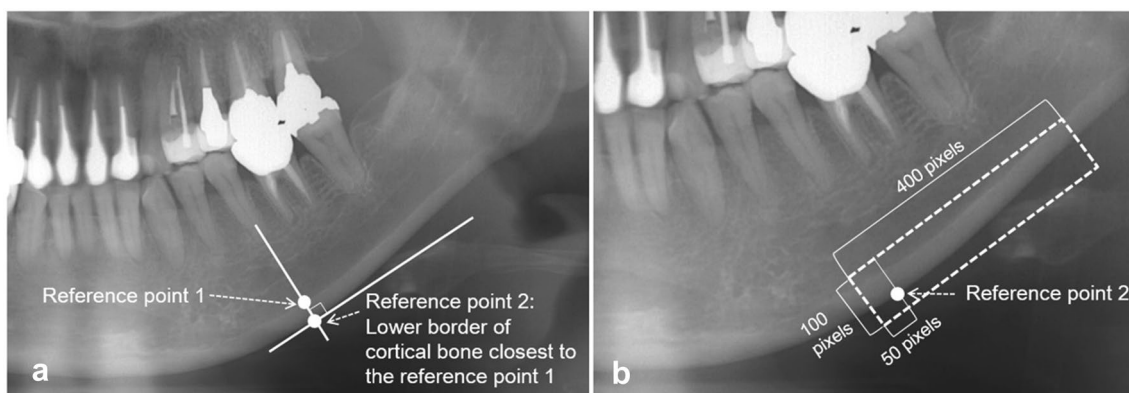 Reference point 1
Reference point 2:
Lower border of
cortical bone closest to
the reference point 1
a
400 pixels
Reference point 2
100
pixels
50 pixels
b